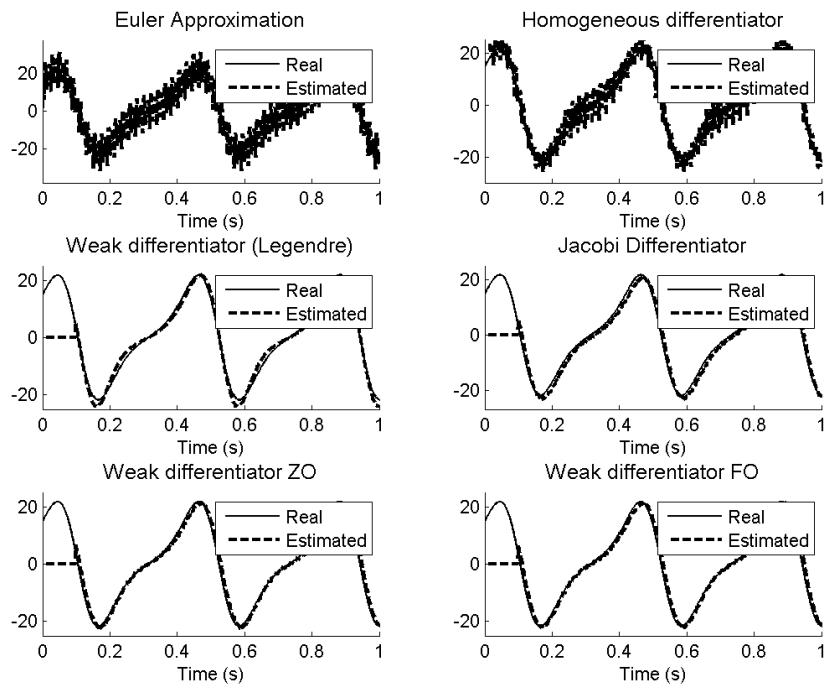 Euler Approximation
20
0
-20
Real
Estimated
0 0.2 0.4 0.6 0.8 1
Time (s)
Homogeneous differentiator
20
0
-20
Real
Estimated
0 0.2 0.4 0.6 0.8 1
Time (s)
Weak differentiator (Legendre)
20
0
-20
Real
Estimated
0 0.2 0.4 0.6 0.8 1
Time (s)
Jacobi Differentiator
20
0
-20
Real
Estimated
0 0.2 0.4 0.6 0.8 1
Time (s)
Weak differentiator ZO
20
0
-20
Real
Estimated
0 0.2 0.4 0.6 0.8 1
Time (s)
Weak differentiator FO
20
0
-20
Real
Estimated
0 0.2 0.4 0.6 0.8 1
Time (s)